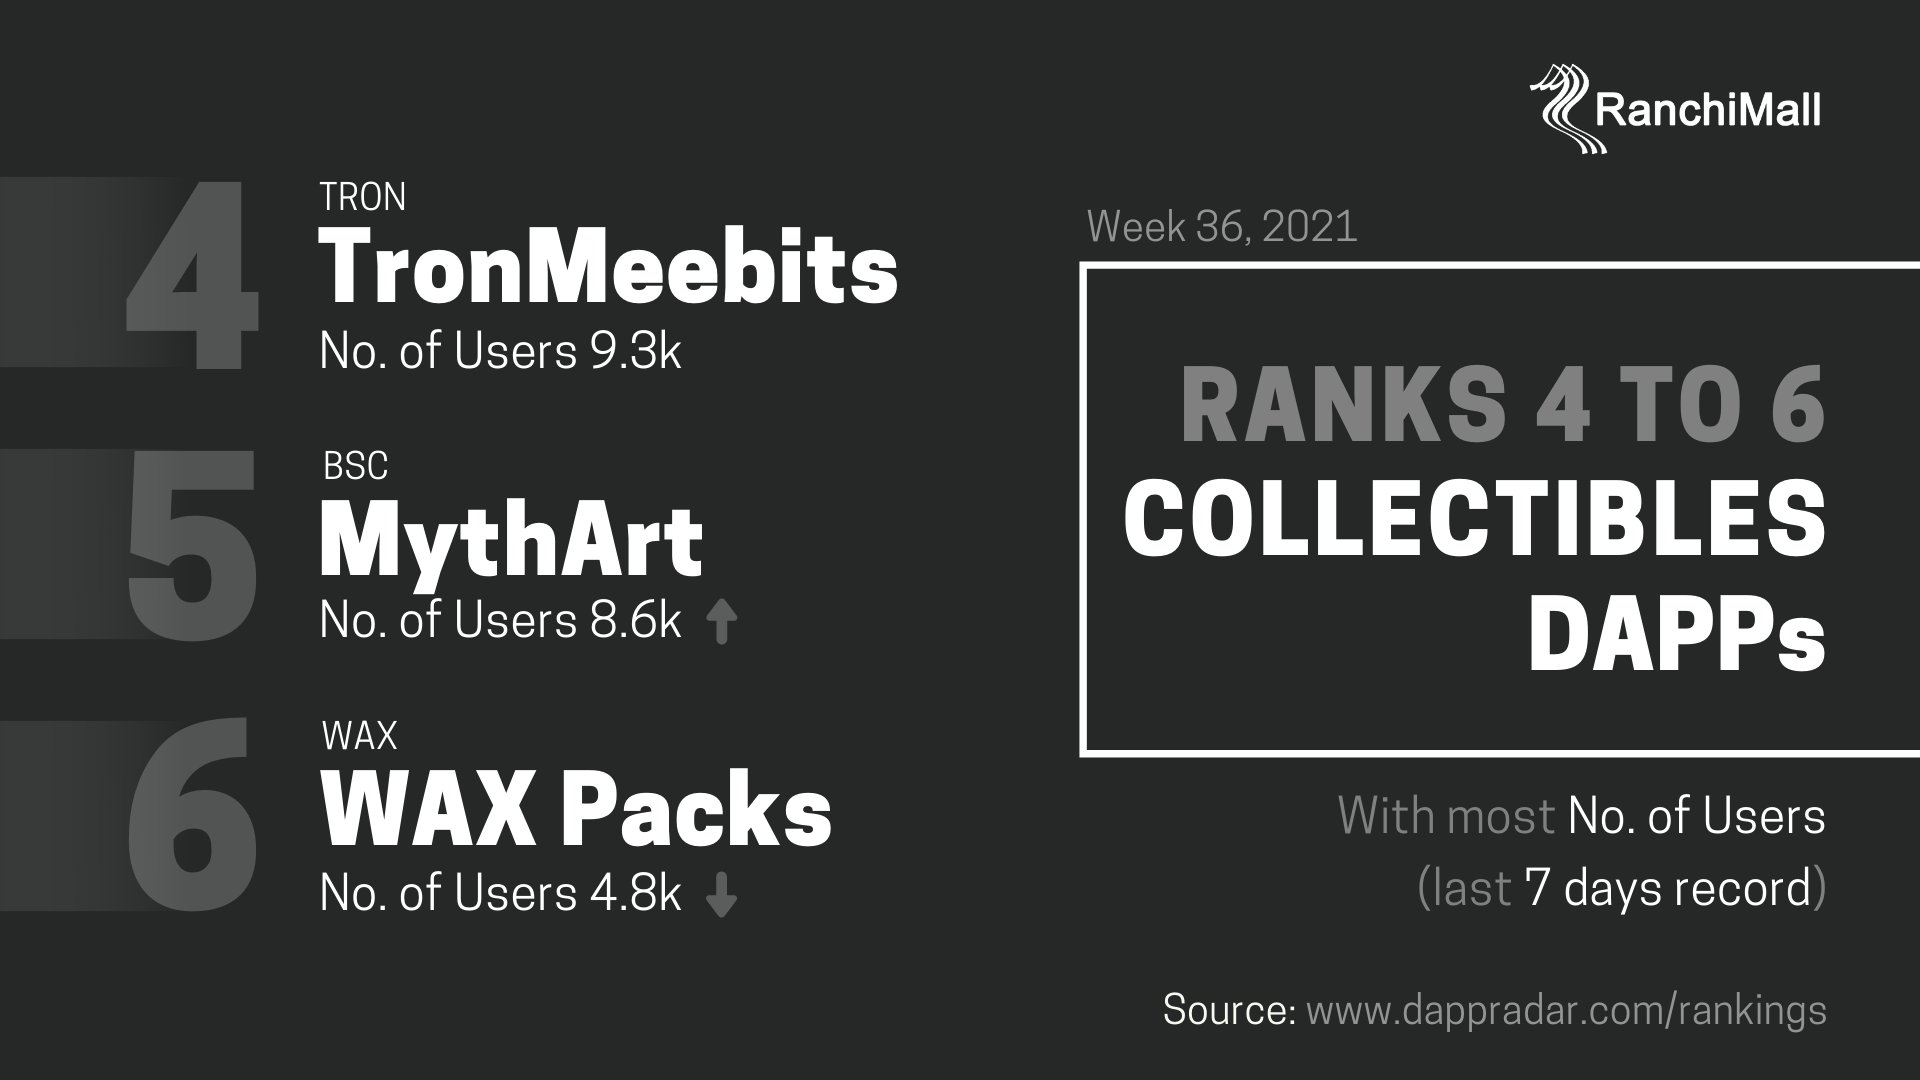 RanchiMall
4
TRON
TronMeebits
No. of Users 9.3k
5
BSC
MythArt
No. of Users 8.6k
6
WAX
WAX Packs
No. of Users 4.8k
Week 36, 2021
RANKS 4 TO 6
COLLECTIBLES
DAPPs
With most No. of Users
(last 7 days record)
Source: www.dappradar.com/rankings